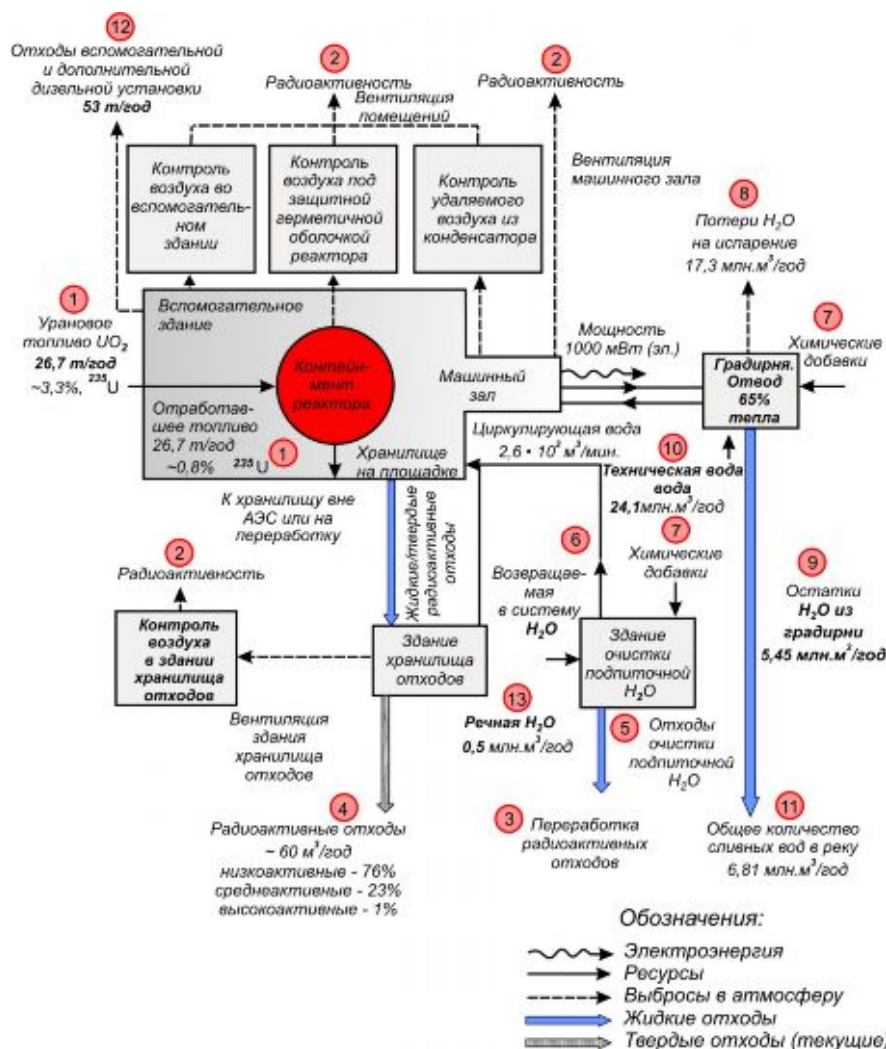 12
Отходы вспомогательной
и дополнительной
дизельной установки
53 т/год
2
Радиоактивность
Вентиляция
помещений
2
Радиоактивность
Вентиляция
машинного зала
Контроль
воздуха во
вспомогатель-
ном
здании
Контроль
воздуха под
защитной
герметичной
оболочкой
реактора
Контроль
удаляемого
воздуха из
конденсатора
8
Потери H₂O
на испарение
17,3 млн.м³/год
1
Урановое
топливо UO₂
26,7 т/год
~3,3%, ²³⁵U
Вспомогательное
здание
Контейн-
мент
реактора
Машинный
зал
Мощность
1000 мВт (эл.)
7
Химические
добавки
Градирня.
Отвод
65%
тепла
Отработав-
шее топливо
26,7 т/год
~0,8% ²³⁵U
1
Хранилище
на площадке
Циркулирующая вода
2,6 • 10² м³/мин.
10
Техническая вода
вода
24,1млн.м³/год
К хранилищу вне
АЭС или на
переработку
Жидкие/твердые
радиоактивные
отходы
2
Радиоактивность
6
Возвращае-
мая
в систему
H₂O
7
Химические
добавки
9
Остатки
H₂O из
градирни
5,45 млн.м³/год
Контроль
воздуха
в здании
хранилища
отходов
Здание
хранилища
отходов
Здание
очистки
подпиточной
H₂O
Вентиляция
здания
хранилища
отходов
13
Речная H₂O
0,5 млн.м³/год
5
Отходы
очистки
подпиточной
H₂O
4
Радиоактивные отходы
~ 60 м³/год
низкоактивные - 76%
среднеактивные - 23%
высокоактивные - 1%
3
Переработка
радиоактивных
отходов
11
Общее количество
сливных вод в реку
6,81 млн.м³/год
Обозначения:
Электроэнергия
Ресурсы
Выбросы в атмосферу
Жидкие отходы
Твердые отходы (текущие)